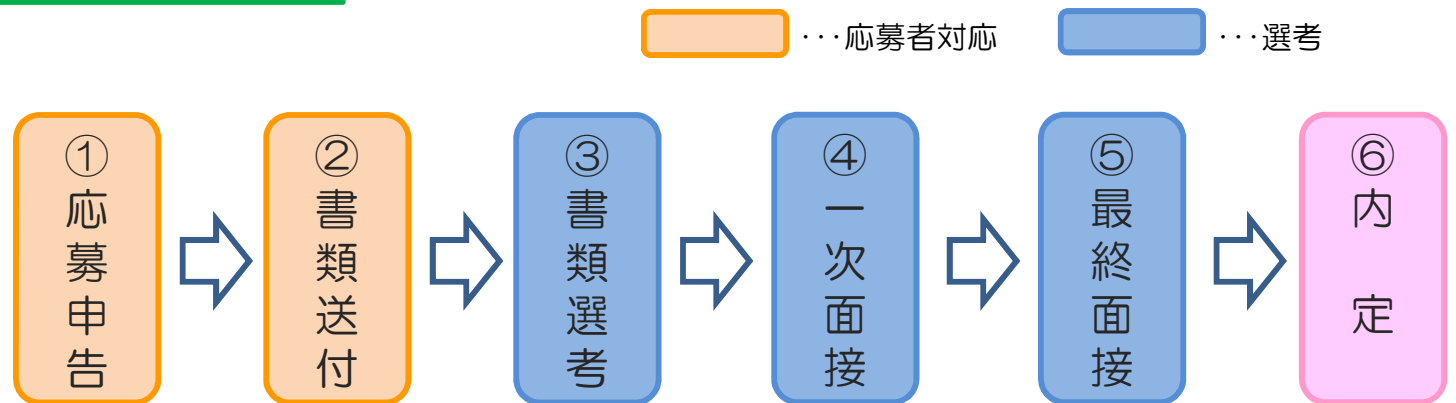 ･･･応募者対応
･･･選考
①応募申告
②書類送付
③書類選考
④一次面接
⑤最終面接
⑥内定